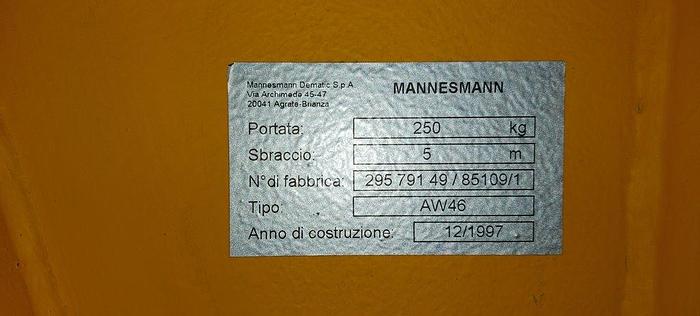 Mannesmann Dematic S.p.A
Via Archimede 45-47
20041 Agrate-Brianza
MANNESMANN
Portata: 250 kg
Sbraccio: 5 m
N°di fabbrica: 295 791 49 / 85109/1
Tipo: AW46
Anno di costruzione: 12/1997